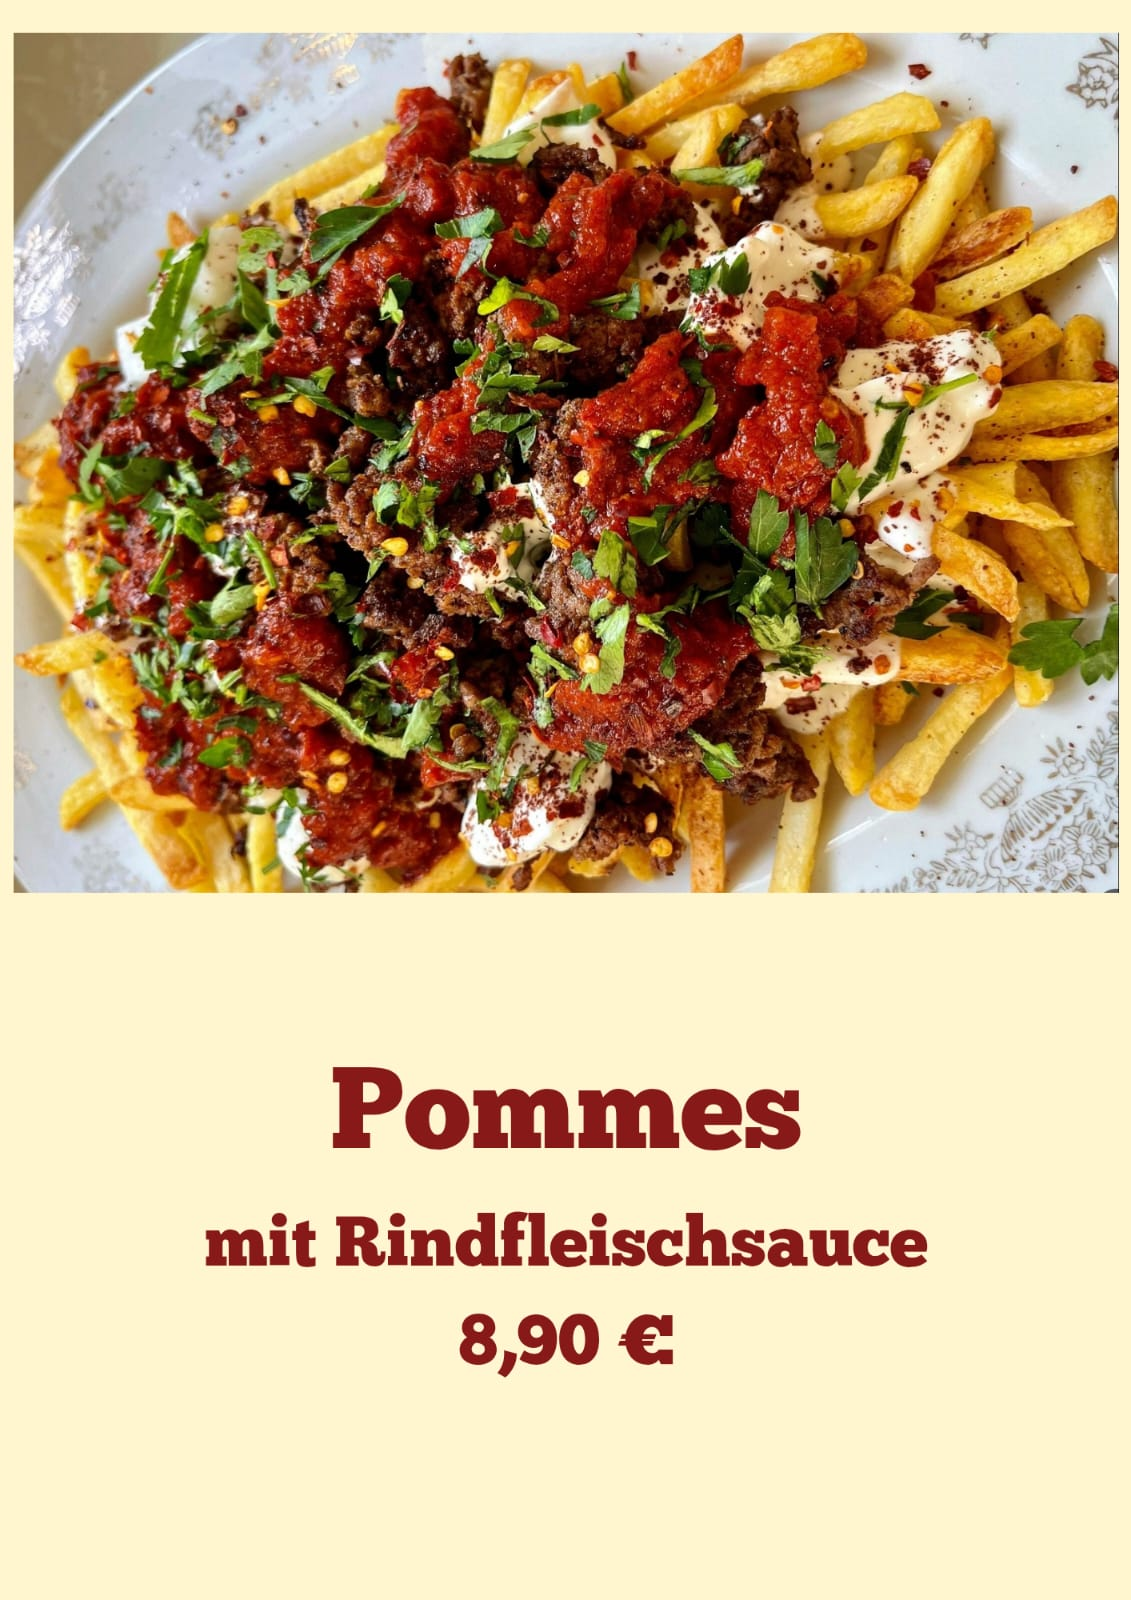 Pommes
mit Rindfleischsauce
8,90 €